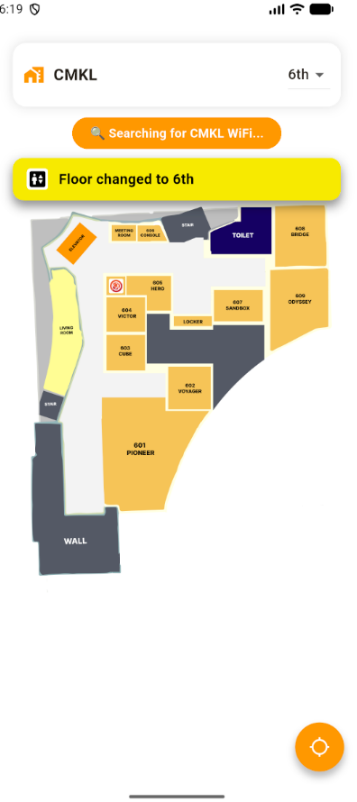 6:19
CMKL
6th
🔍 Searching for CMKL WiFi...
Floor changed to 6th
ELEVATOR
MEETING
ROOM
CONSOLE
STAIR
TOILET
608
BRIDGE
605
HERO
604
VICTOR
607
SANDBOX
606
ODYSSEY
LOCKER
LIVING
ROOM
603
CUBE
602
VOYAGER
STAIR
601
PIONEER
WALL